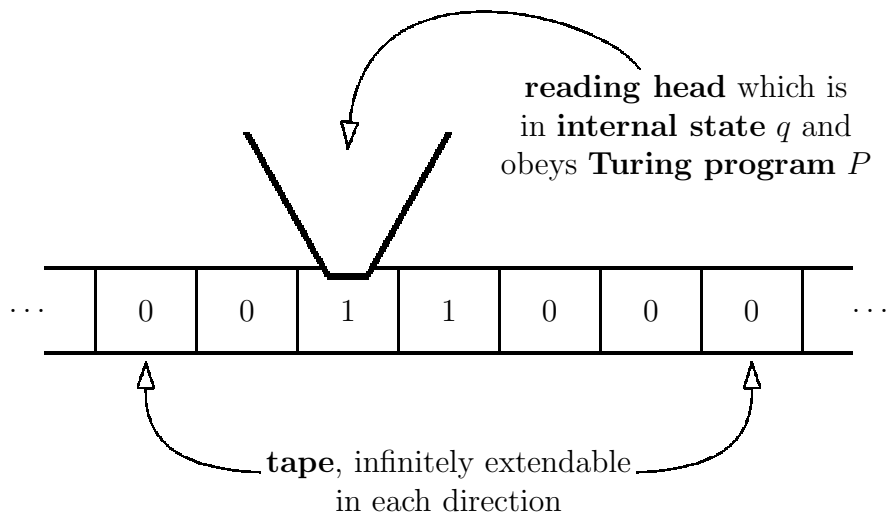 reading head which is
in internal state q and
obeys Turing program P
··· 0 0 1 1 0 0 0 ···
tape, infinitely extendable
in each direction